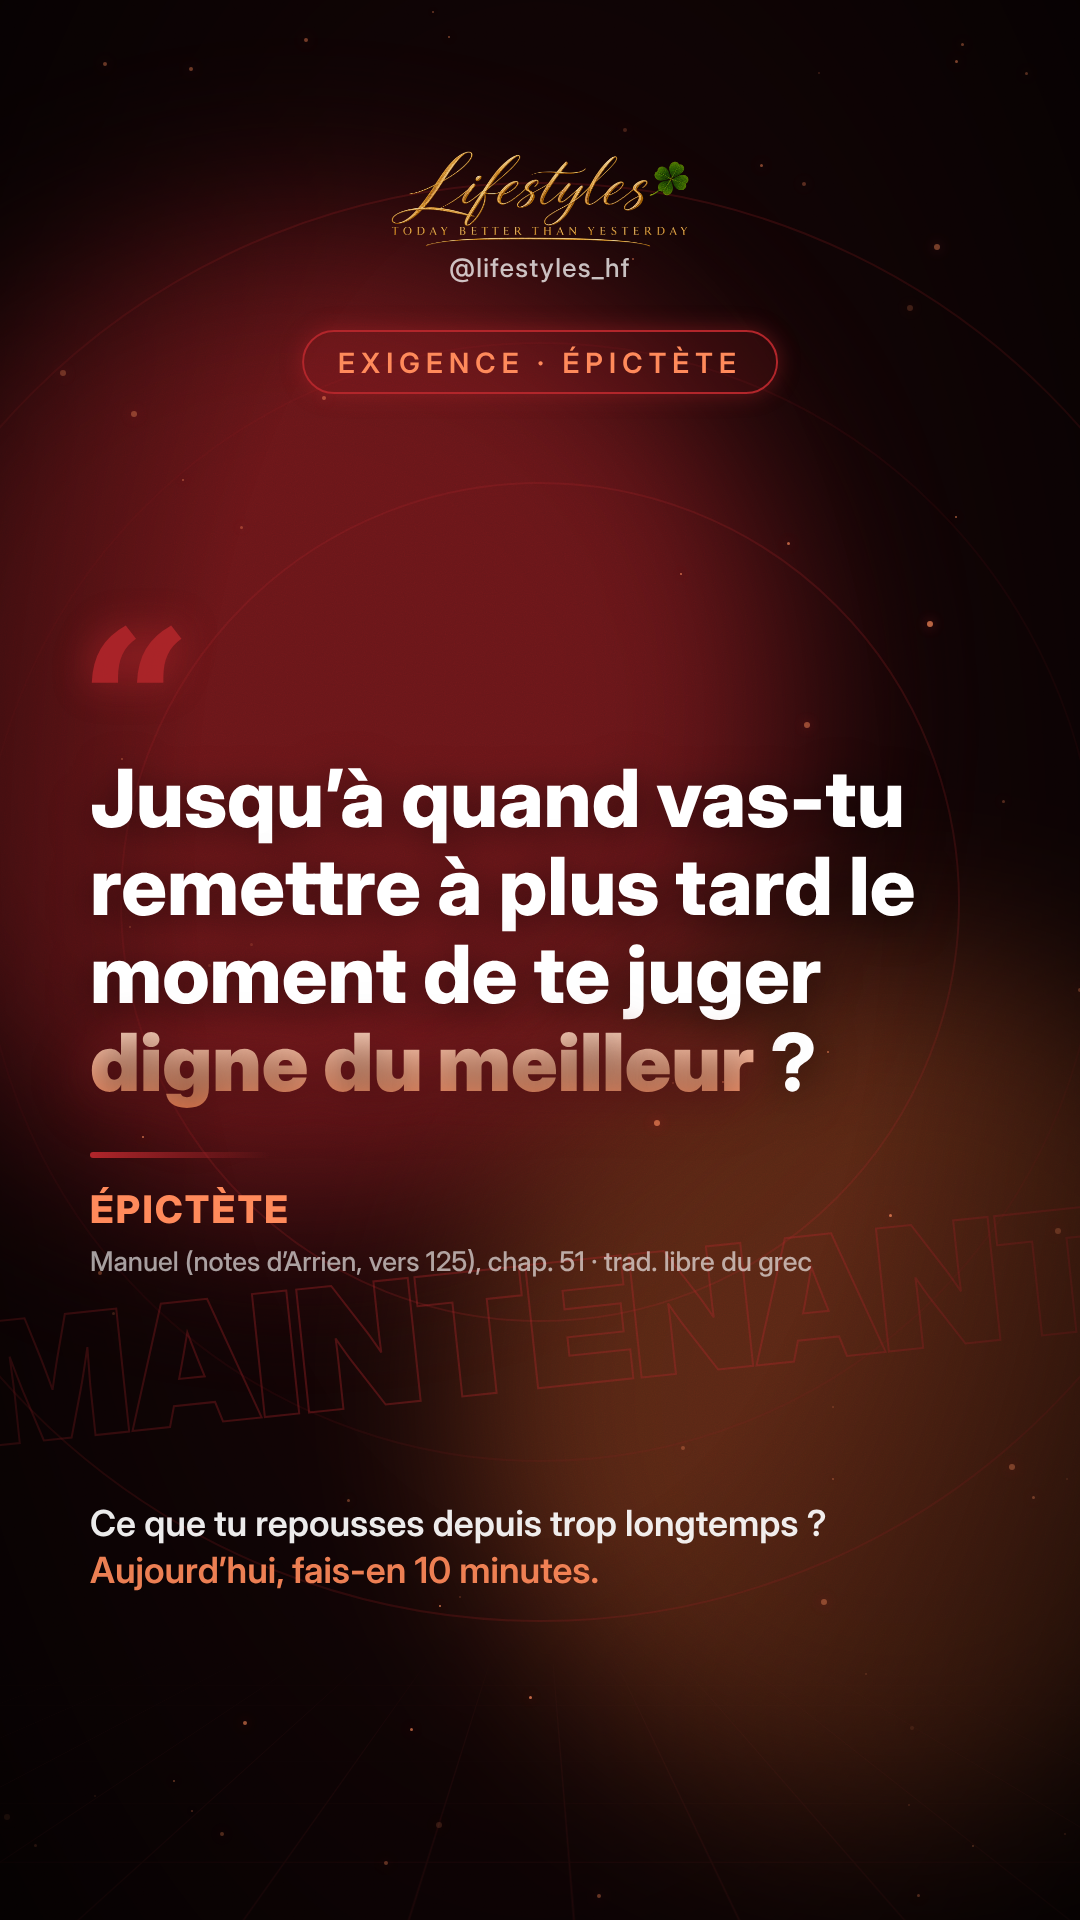 Lifestyles
TODAY BETTER THAN YESTERDAY
@lifestyles_hf
EXIGENCE · ÉPICTÈTE
“
Jusqu’à quand vas-tu
remettre à plus tard le
moment de te juger
digne du meilleur ?
ÉPICTÈTE
Manuel (notes d’Arrien, vers 125), chap. 51 · trad. libre du grec
MAINTENANT
Ce que tu repousses depuis trop longtemps ?
Aujourd’hui, fais-en 10 minutes.